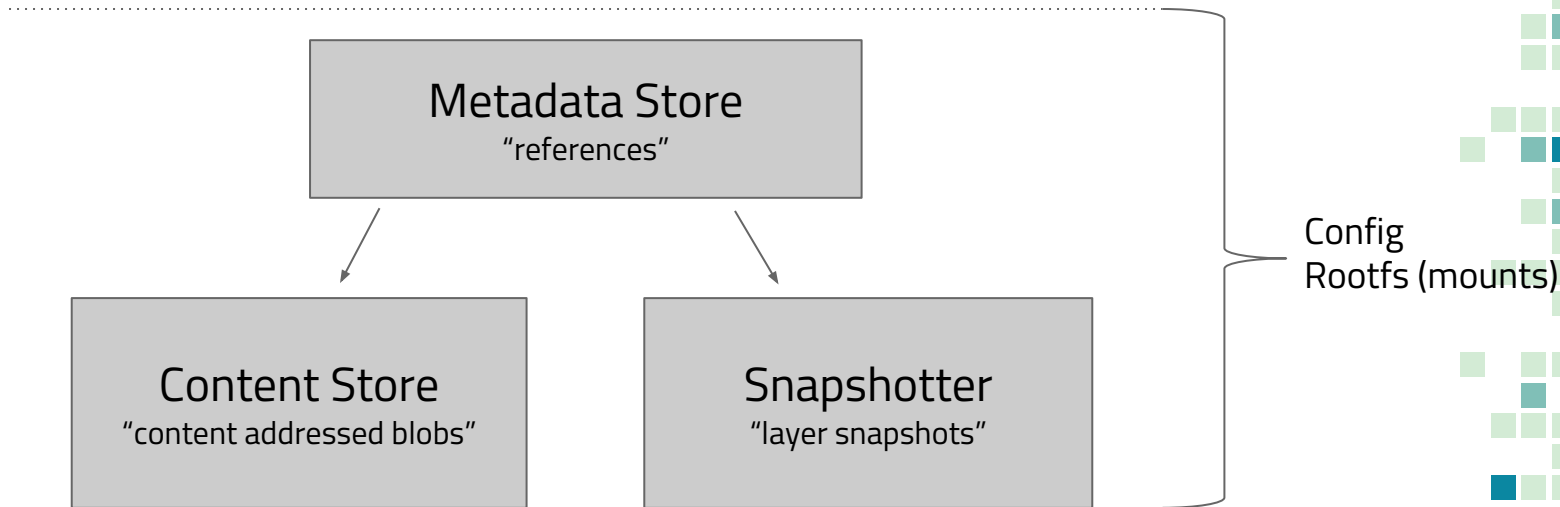 Metadata Store
“references”
Content Store
“content addressed blobs”
Snapshotter
“layer snapshots”
Config
Rootfs (mounts)